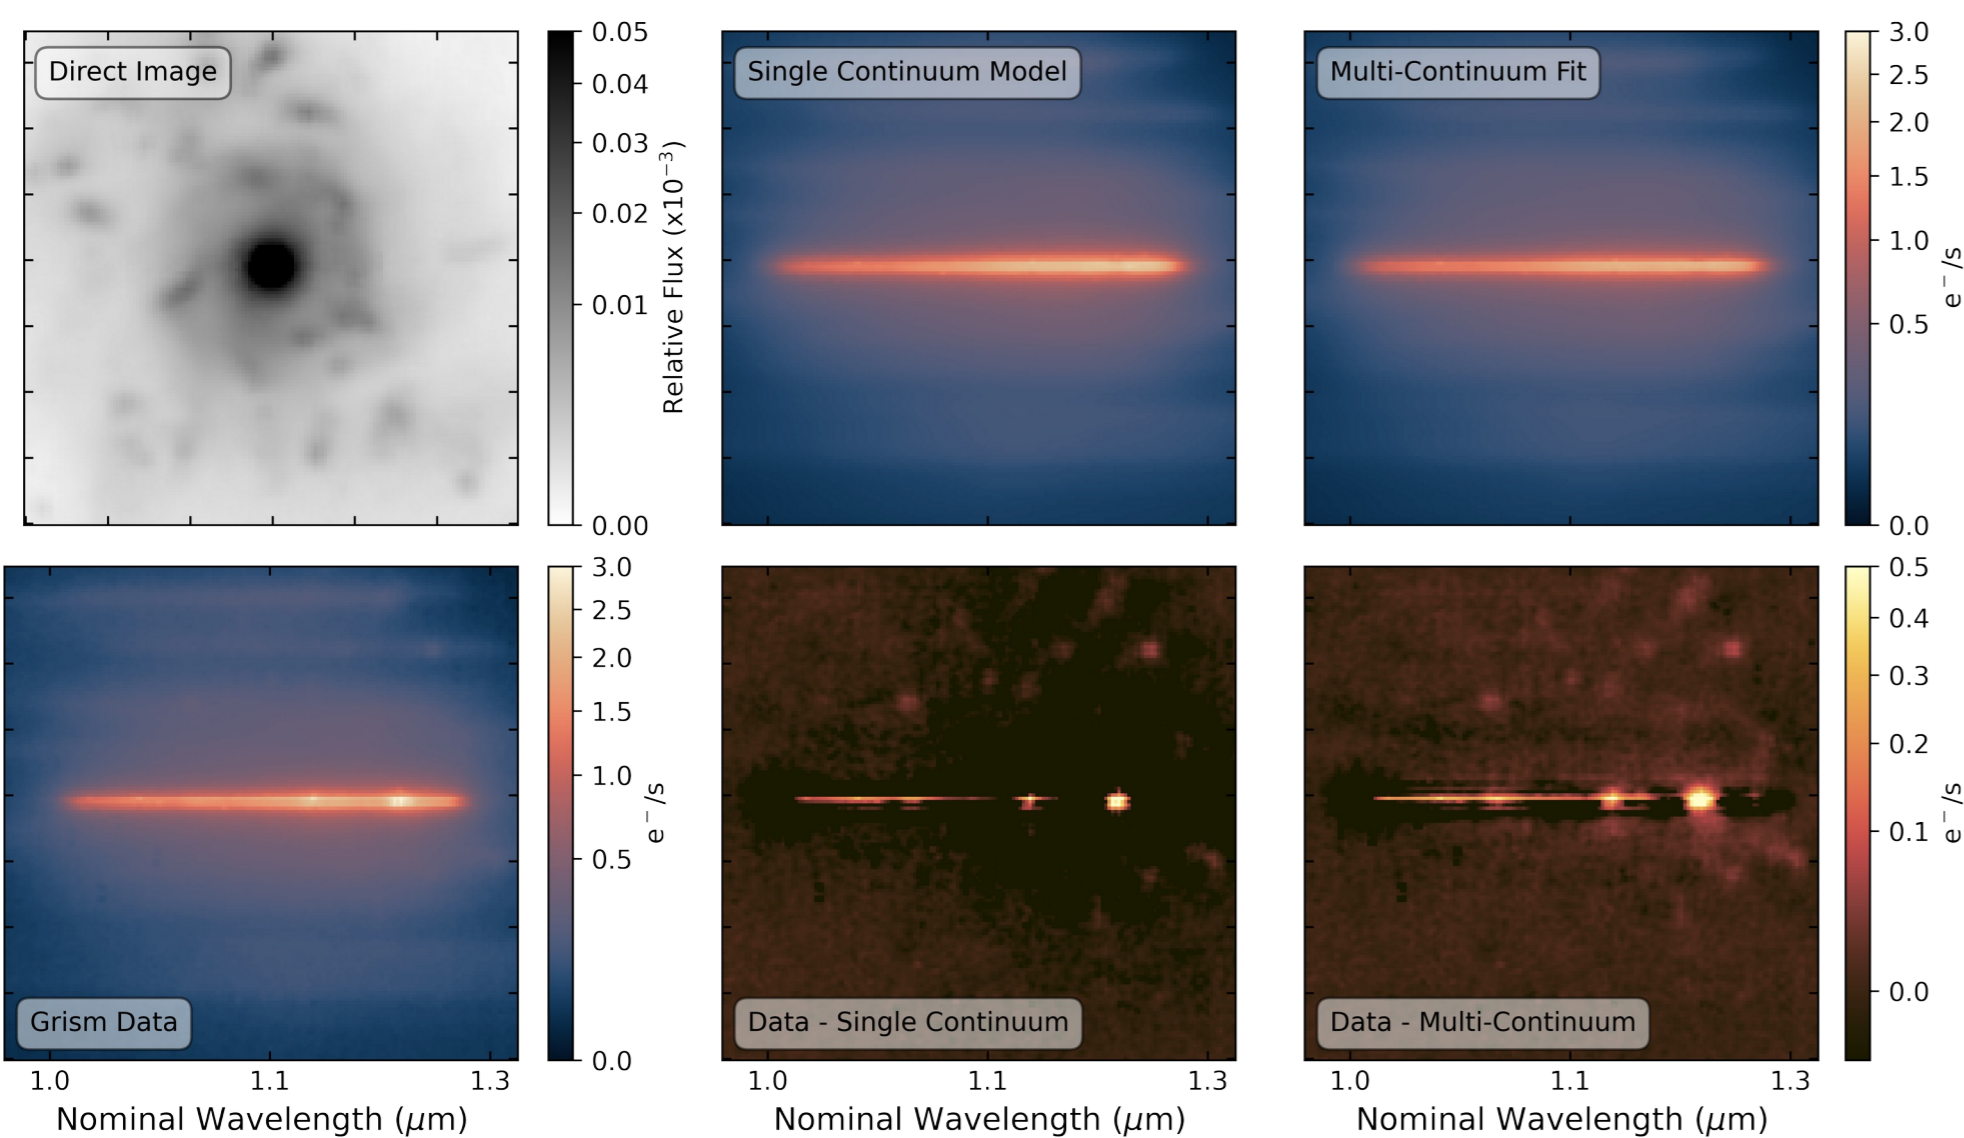 Direct Image
0.05
0.04
0.03
0.02
0.01
0.00
Relative Flux (x10⁻³)
Single Continuum Model
Multi-Continuum Fit
3.0
2.5
2.0
1.5
1.0
0.5
0.0
e⁻/s
Grism Data
1.0
1.1
1.3
Nominal Wavelength (μm)
3.0
2.5
2.0
1.5
1.0
0.5
0.0
e⁻/s
Data - Single Continuum
1.0
1.1
1.3
Nominal Wavelength (μm)
Data - Multi-Continuum
1.0
1.1
1.3
Nominal Wavelength (μm)
0.5
0.4
0.3
0.2
0.1
0.0
e⁻/s